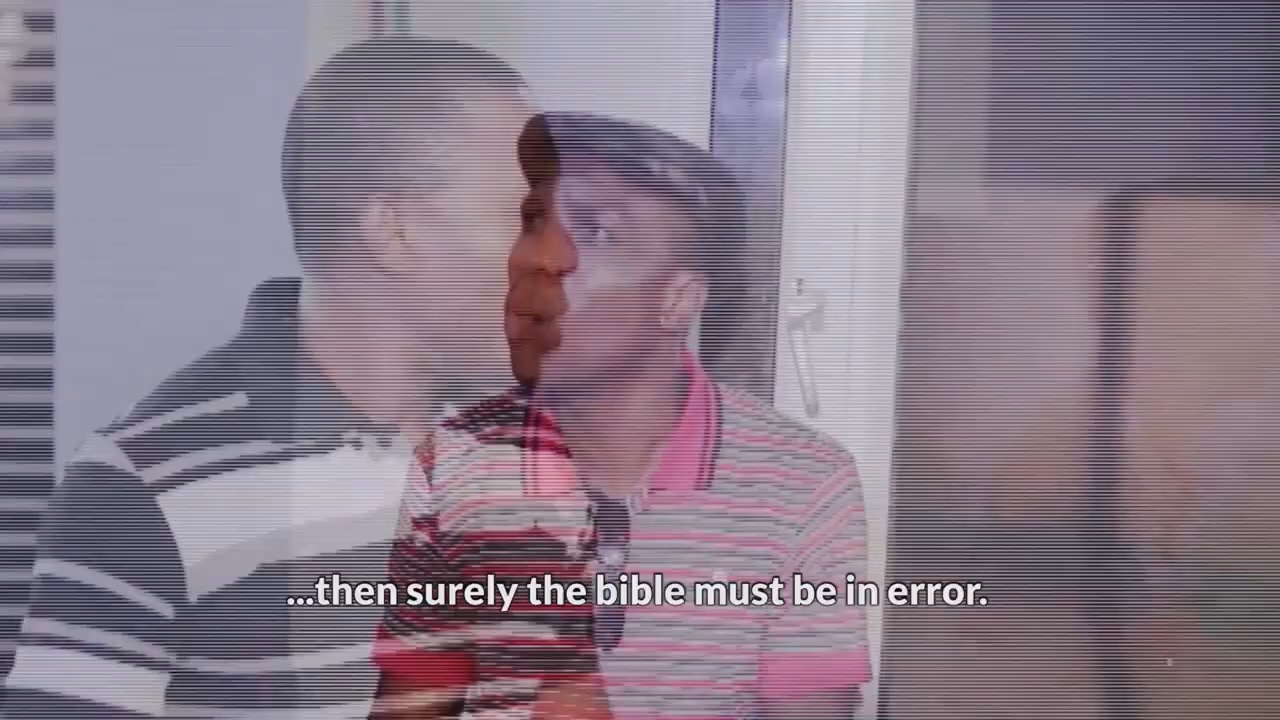 ...then surely the bible must be in error.